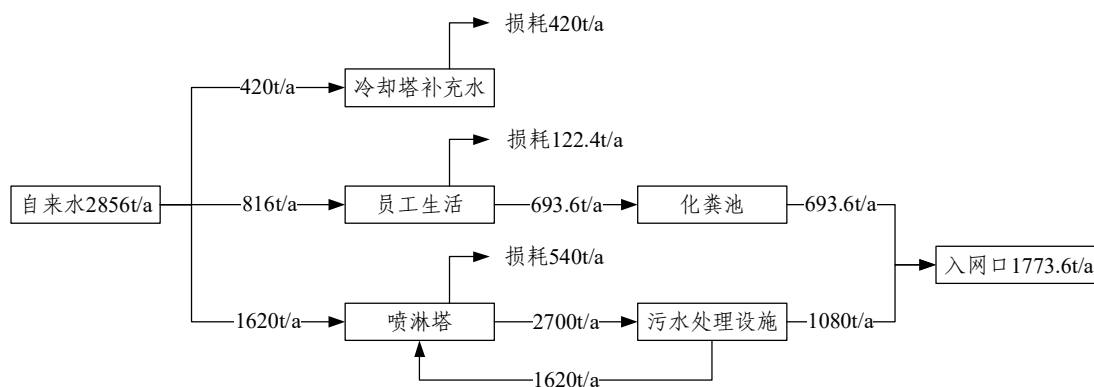 损耗420t/a
420t/a
冷却塔补充水
损耗122.4t/a
自来水2856t/a
816t/a
员工生活
693.6t/a
化粪池
693.6t/a
入网口1773.6t/a
损耗540t/a
1620t/a
喷淋塔
2700t/a
污水处理设施
1080t/a
1620t/a